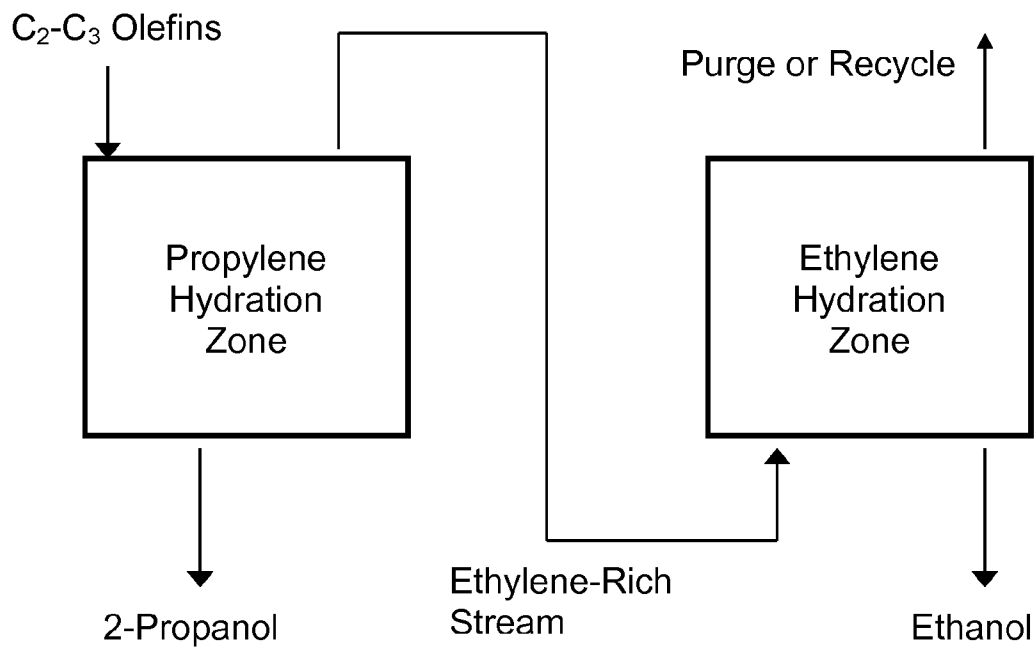 C₂-C₃ Olefins
Purge or Recycle
Propylene
Hydration
Zone
Ethylene
Hydration
Zone
Ethylene-Rich
Stream
2-Propanol
Ethanol